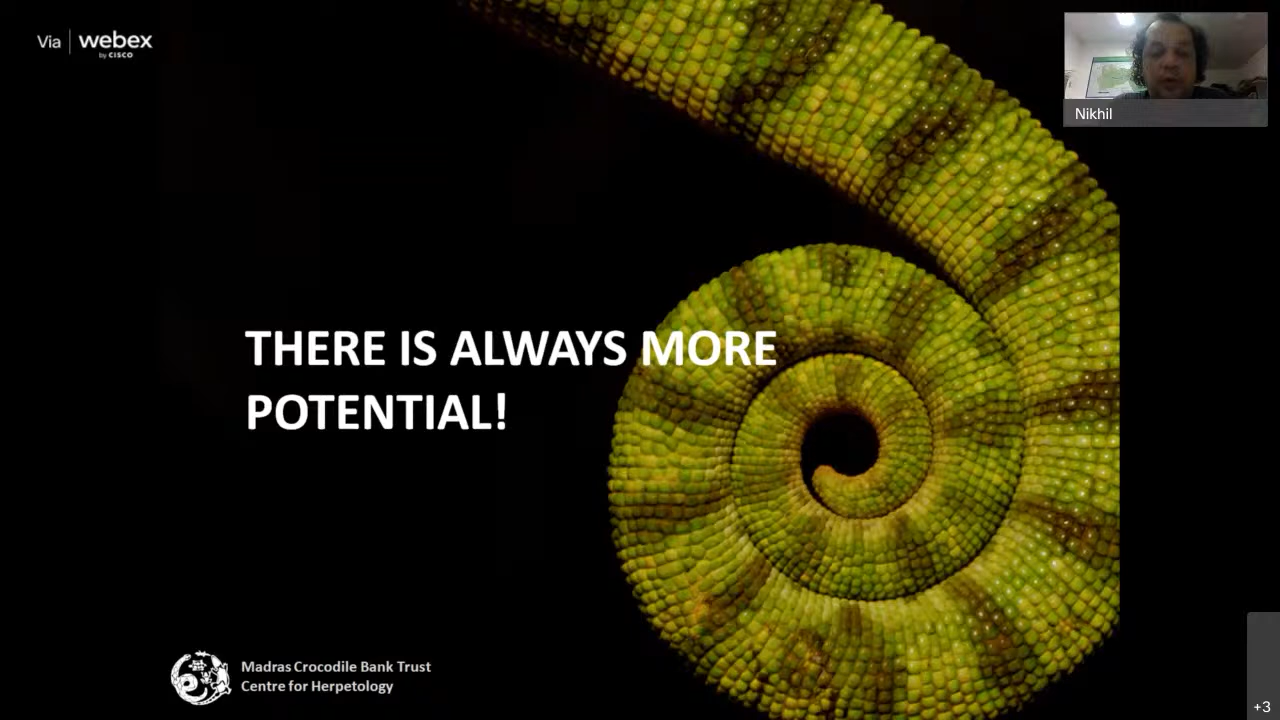 Via | webex
by CISCO
Nikhil
THERE IS ALWAYS MORE
POTENTIAL!
Madras Crocodile Bank Trust
Centre for Herpetology
+3